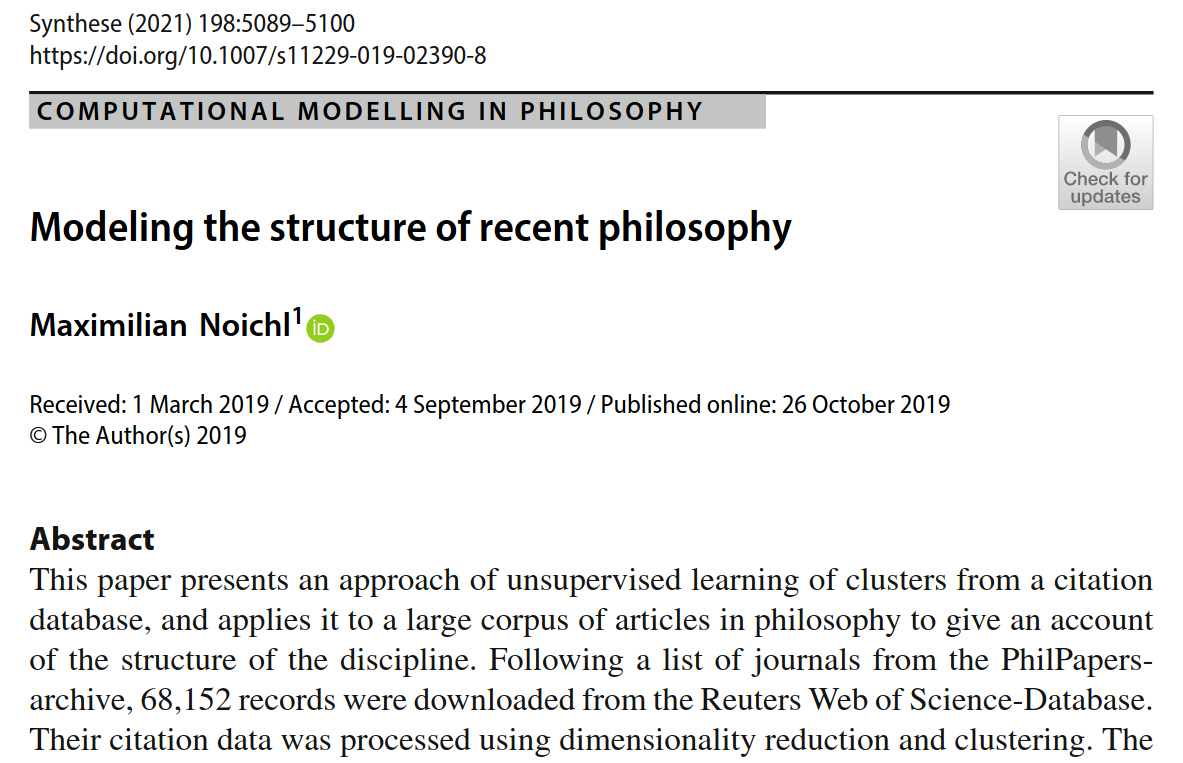 Synthese (2021) 198:5089–5100
https://doi.org/10.1007/s11229-019-02390-8
COMPUTATIONAL MODELLING IN PHILOSOPHY
Check for
updates
Modeling the structure of recent philosophy
Maximilian Noichl1 iD
Received: 1 March 2019 / Accepted: 4 September 2019 / Published online: 26 October 2019
© The Author(s) 2019
Abstract
This paper presents an approach of unsupervised learning of clusters from a citation
database, and applies it to a large corpus of articles in philosophy to give an account
of the structure of the discipline. Following a list of journals from the PhilPapers-
archive, 68,152 records were downloaded from the Reuters Web of Science-Database.
Their citation data was processed using dimensionality reduction and clustering. The